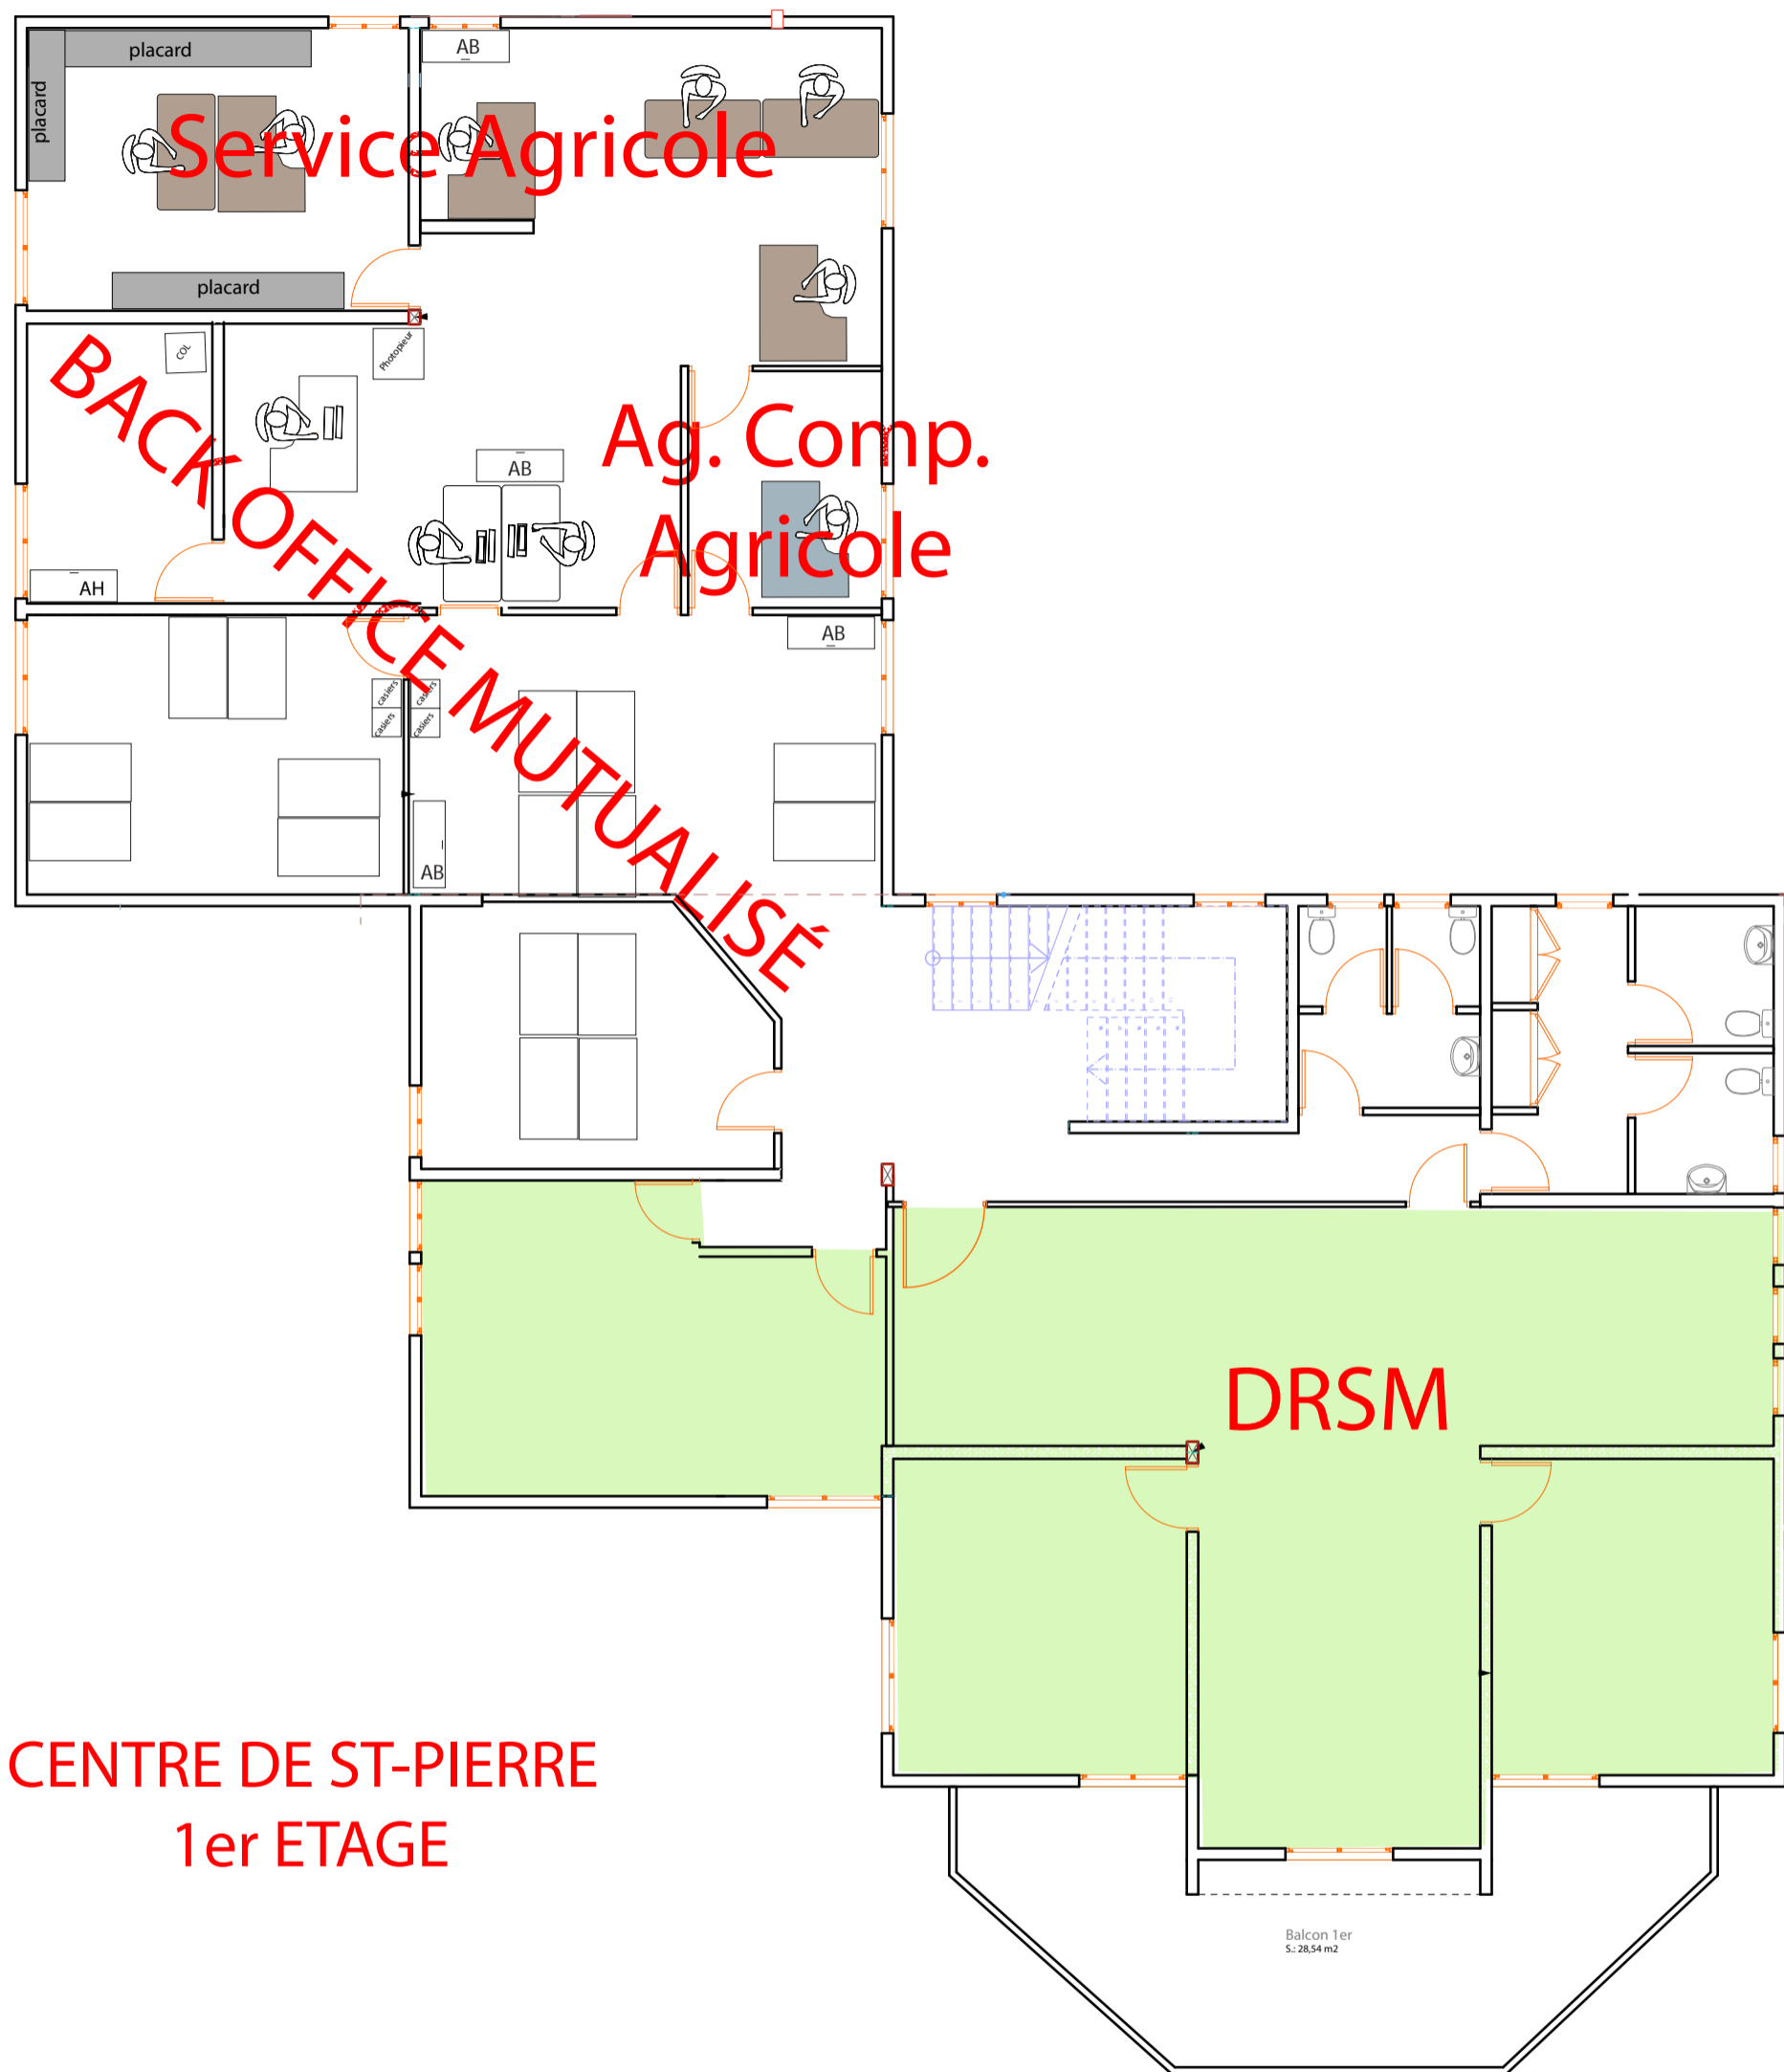 placard
placard
AB
Service Agricole
placard
COL
Photopieur
BACK OFFICE MUTUALISÉ
Ag. Comp.
Agricole
AB
AH
AB
casiers
casiers
casiers
casiers
AB
DRSM
CENTRE DE ST-PIERRE
1er ETAGE
Balcon 1er
S.: 28,54 m2